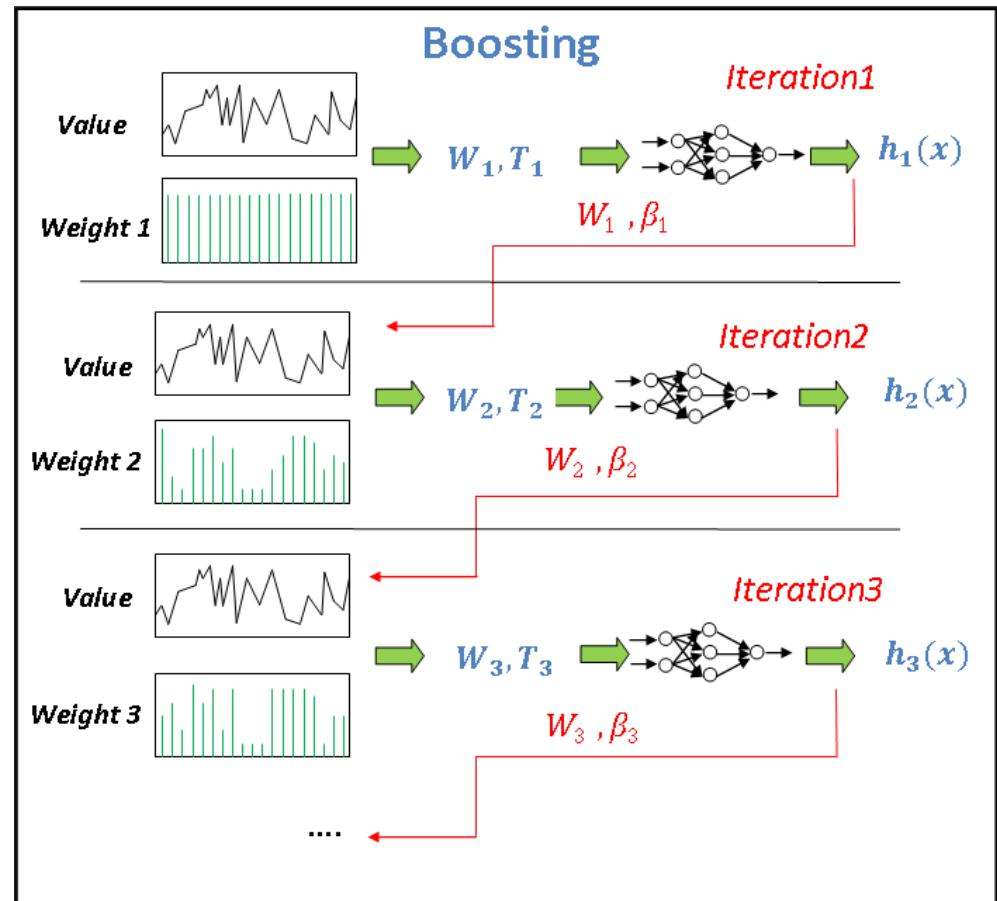 Boosting
Iteration1
Value
W₁, T₁
h₁(x)
Weight 1
W₁ , β₁
Iteration2
Value
W₂, T₂
h₂(x)
Weight 2
W₂ , β₂
Iteration3
Value
W₃, T₃
h₃(x)
Weight 3
W₃ , β₃
....